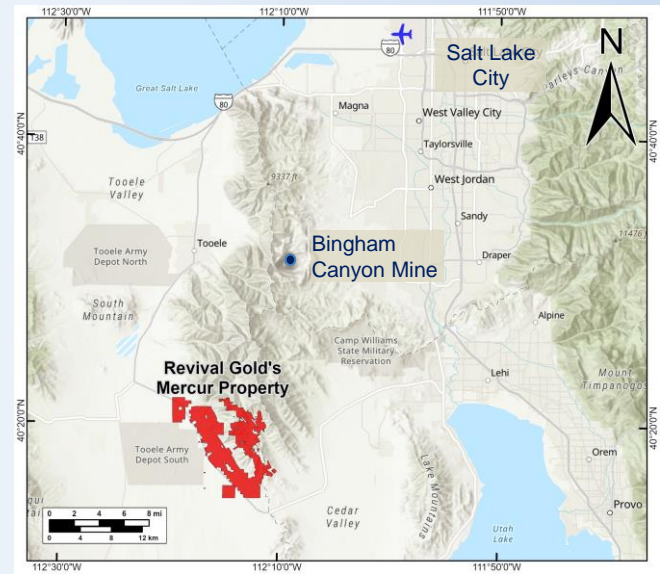 112°30'0"W
112°10'0"W
111°50'0"W
N
Salt Lake
City
80
Great Salt Lake
80
Magna
West Valley City
138
40°40'0"N
40°40'0"N
Taylorsville
9337 ft
West Jordan
Tooele
Valley
Sandy
11476
Tooele
Bingham
Canyon Mine
Tooele Army
Depot North
Draper
South
Mountain
Alpine
Camp Williams
State Military
Reservation
Revival Gold's
Mercur Property
Lehi
Mount
Timpanogos
40°20'0"N
40°20'0"N
Tooele Army
Depot South
Orem
Lake Mountains
Cedar
Valley
Provo
Utah
Lake
0 2 4 6 8 mi
0 4 8 12 km
112°30'0"W
112°10'0"W
111°50'0"W